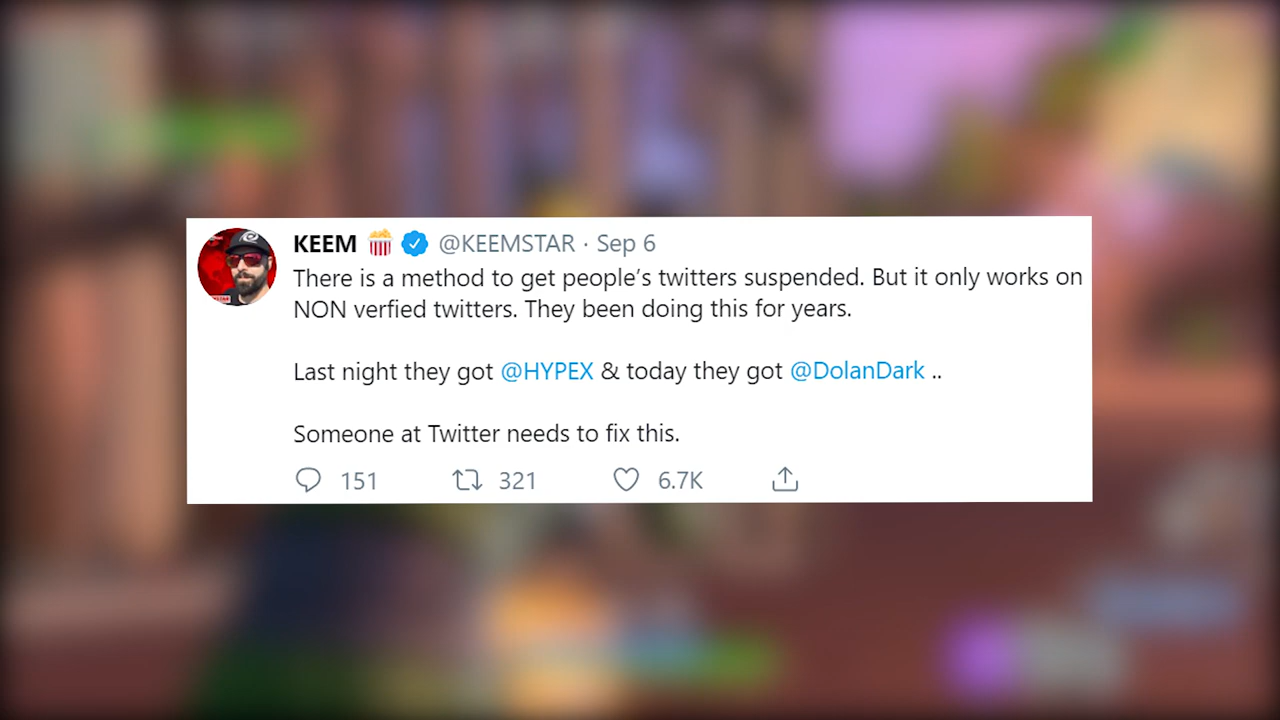 KEEM 🍿 @KEEMSTAR · Sep 6
There is a method to get people’s twitters suspended. But it only works on
NON verfied twitters. They been doing this for years.
Last night they got @HYPEX & today they got @DolanDark ..
Someone at Twitter needs to fix this.
151 321 6.7K